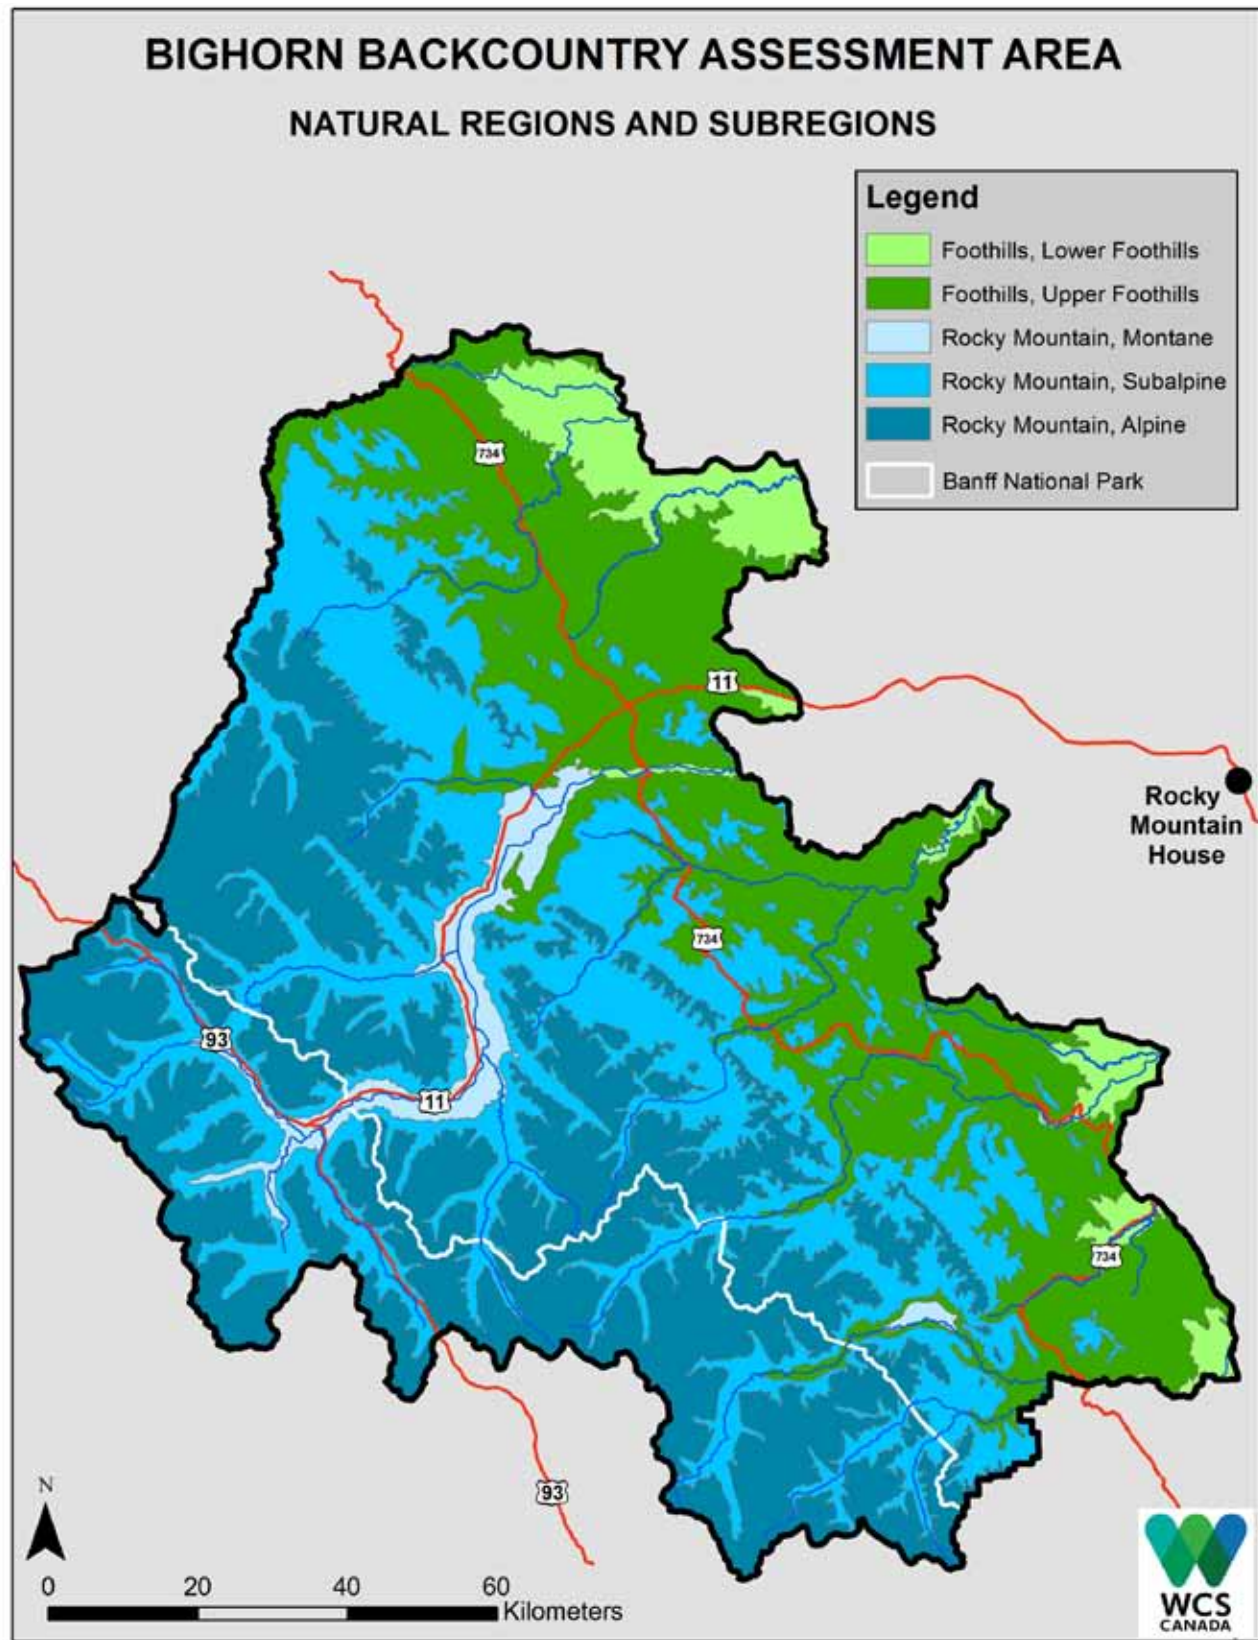 BIGHORN BACKCOUNTRY ASSESSMENT AREA
NATURAL REGIONS AND SUBREGIONS
Legend
Foothills, Lower Foothills
Foothills, Upper Foothills
Rocky Mountain, Montane
Rocky Mountain, Subalpine
Rocky Mountain, Alpine
Banff National Park
734
11
Rocky
Mountain
House
734
93
11
734
93
N
0 20 40 60
Kilometers
WCS
CANADA